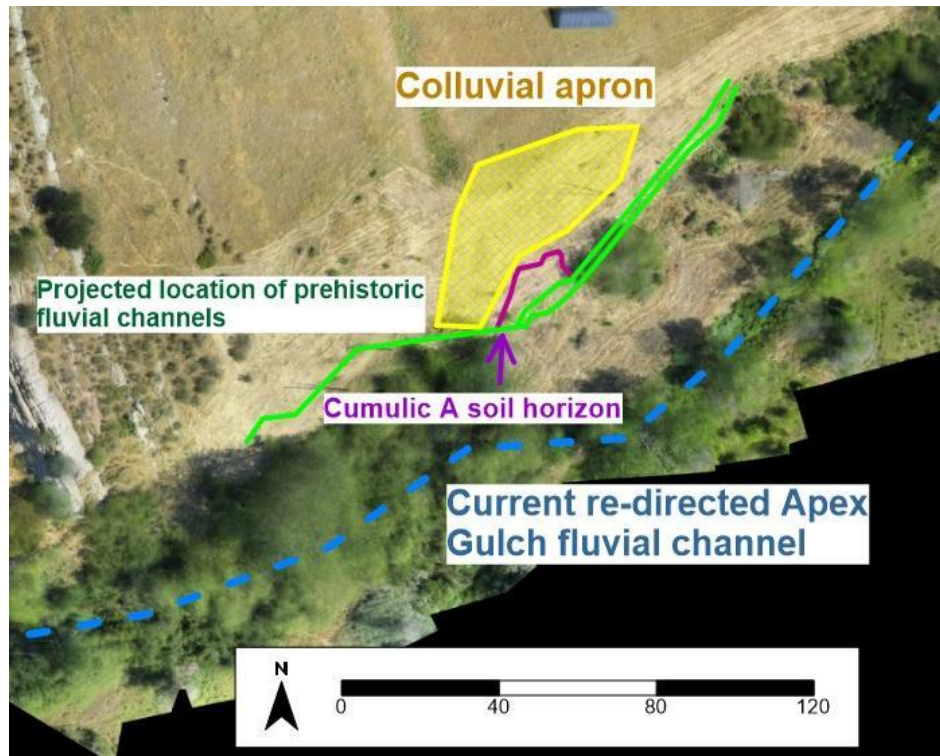 Colluvial apron
Projected location of prehistoric
fluvial channels
Cumulic A soil horizon
Current re-directed Apex
Gulch fluvial channel
N
0 40 80 120